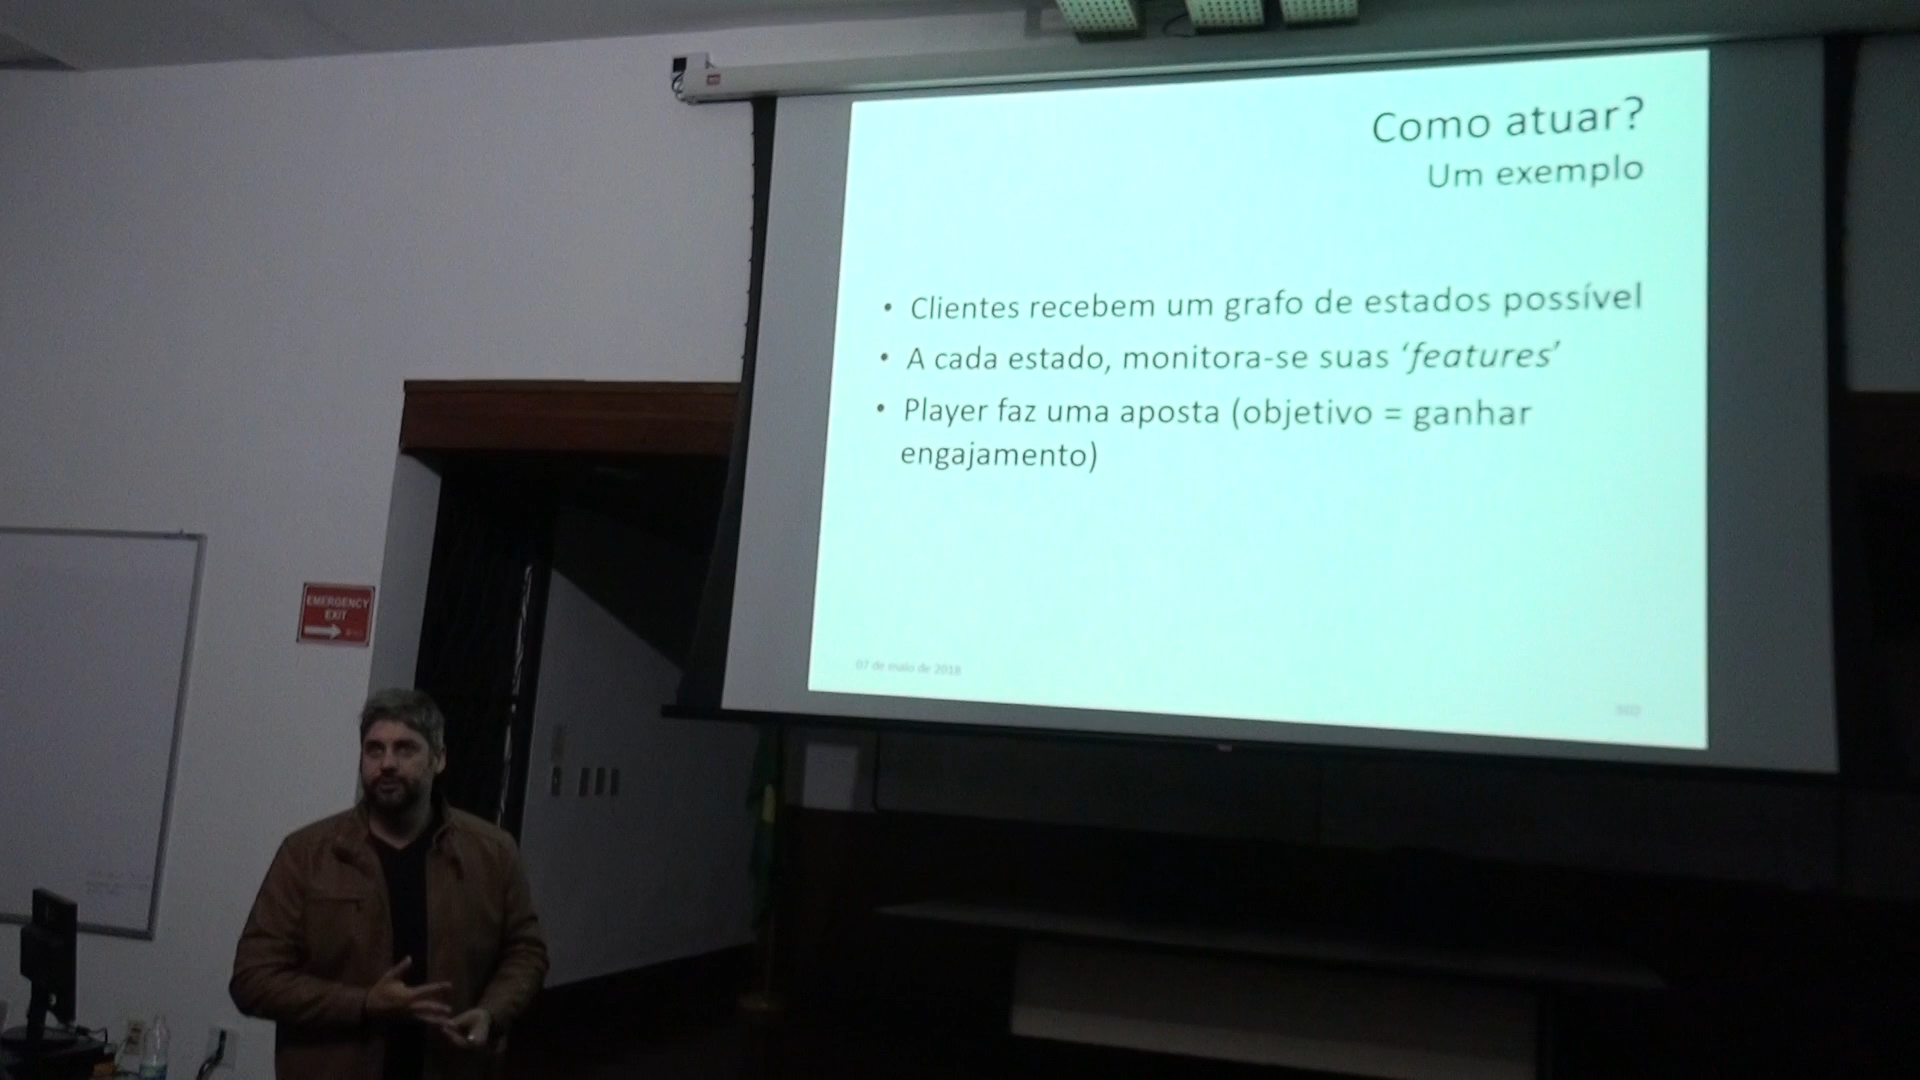 Como atuar?
Um exemplo
• Clientes recebem um grafo de estados possível
• A cada estado, monitora-se suas ‘features’
• Player faz uma aposta (objetivo = ganhar
engajamento)
07 de maio de 2018
EMERGENCY
EXIT